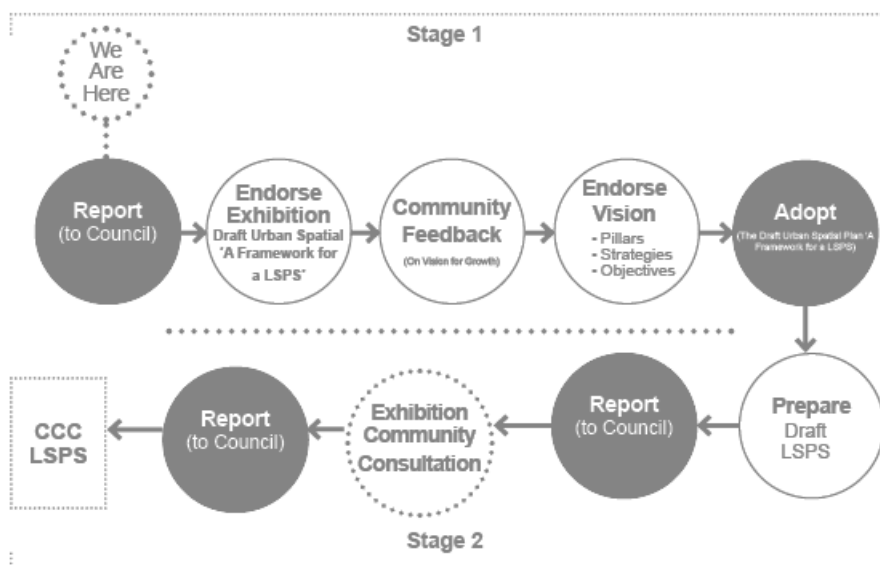 Stage 1
We
Are
Here
Report
(to Council)
Endorse
Exhibition
Draft Urban Spatial
'A Framework for
a LSPS'
Community
Feedback
(On Vision for Growth)
Endorse
Vision
- Pillars
- Strategies
- Objectives
Adopt
(The Draft Urban Spatial Plan 'A
Framework for a LSPS)
Prepare
Draft
LSPS
Report
(to Council)
Exhibition
Community
Consultation
Report
(to Council)
CCC
LSPS
Stage 2